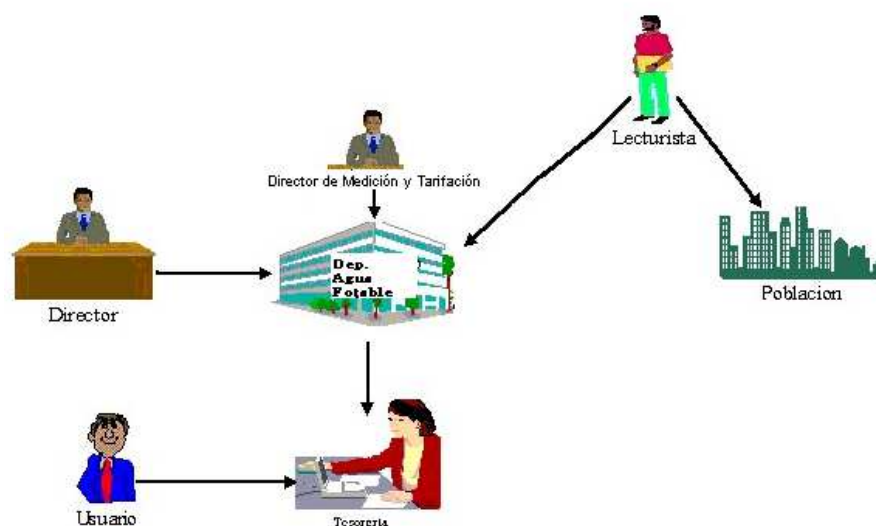 Lecturista
Director de Medición y Tarifación
Dep.
Agua
Potable
Poblacion
Director
Usuario
Tesoreria